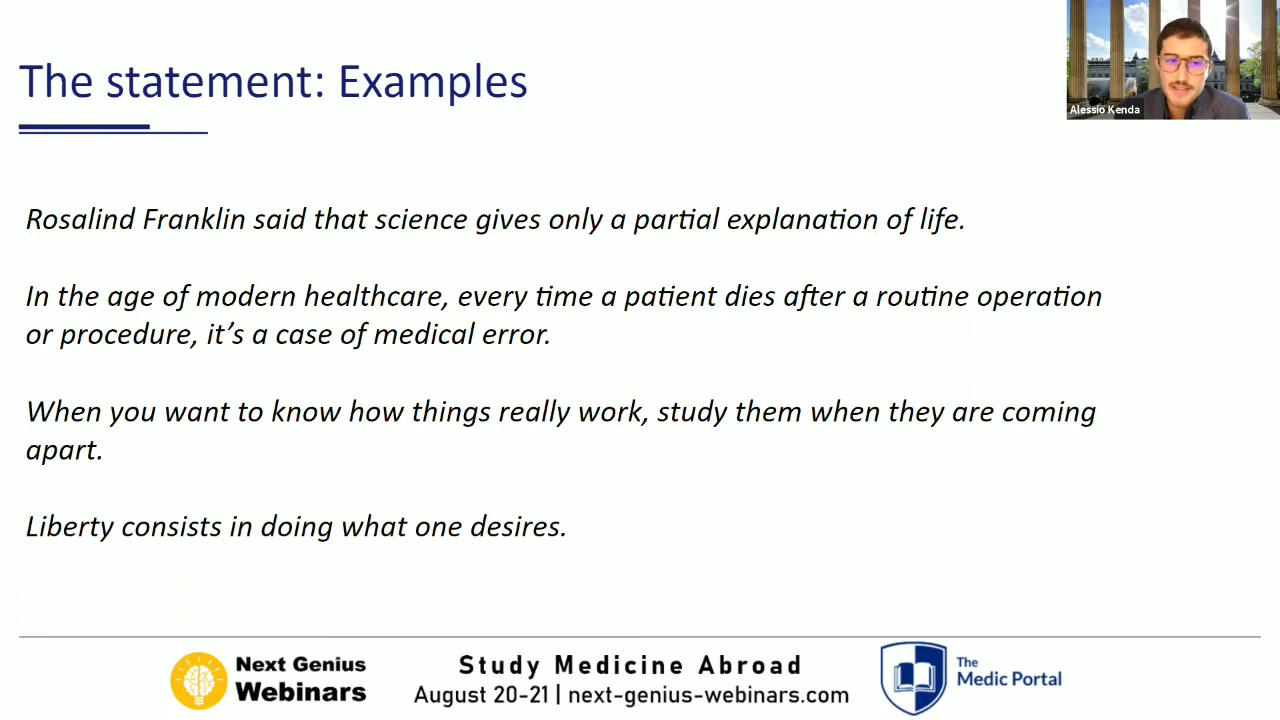 Alessio Kenda
The statement: Examples
Rosalind Franklin said that science gives only a partial explanation of life.
In the age of modern healthcare, every time a patient dies after a routine operation
or procedure, it’s a case of medical error.
When you want to know how things really work, study them when they are coming
apart.
Liberty consists in doing what one desires.
Next Genius
Webinars
Study Medicine Abroad
August 20-21 | next-genius-webinars.com
The
Medic Portal